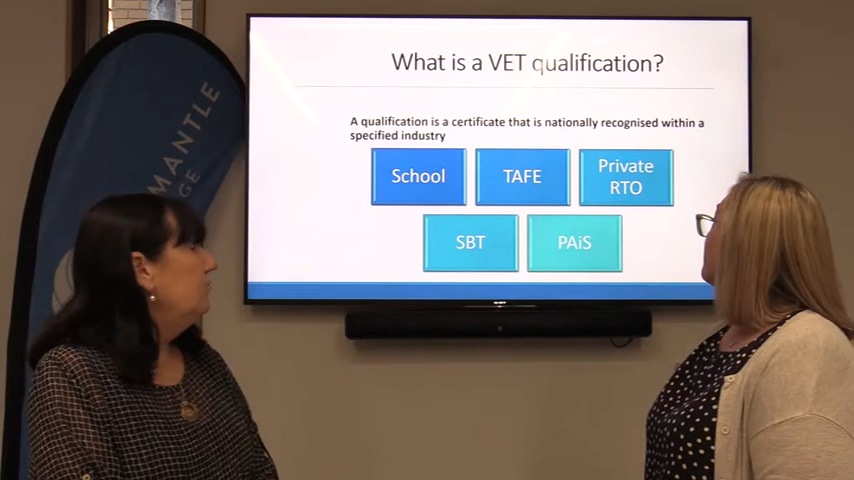 What is a VET qualification?
A qualification is a certificate that is nationally recognised within a
specified industry
School
TAFE
Private
RTO
SBT
PAiS
MANTLE
GE